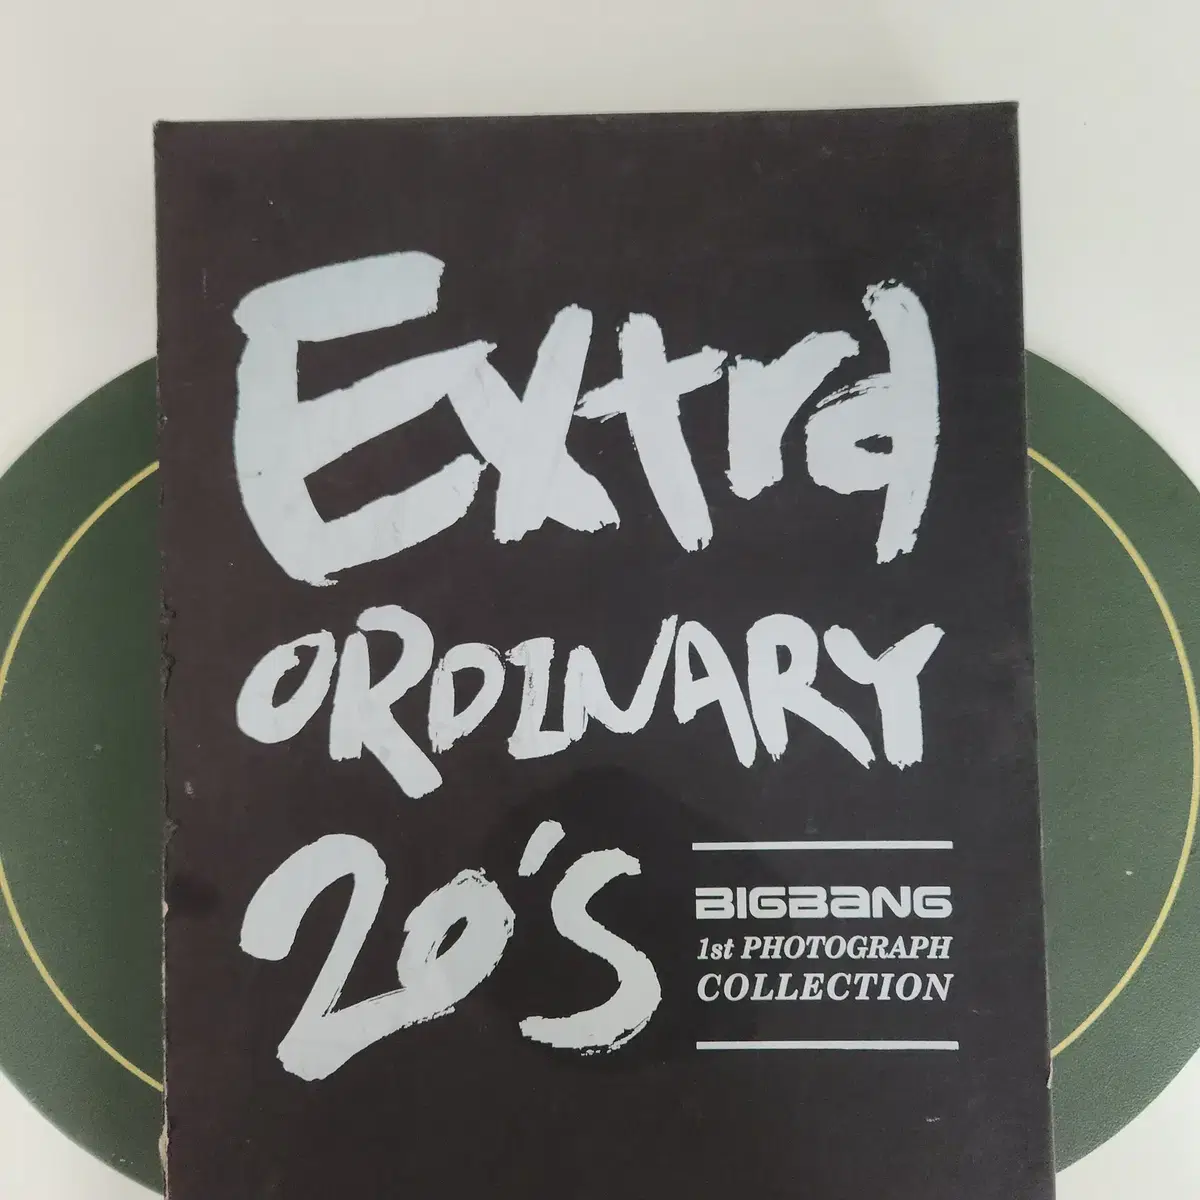 Extra
ORDINARY
20's
BIGBANG
1st PHOTOGRAPH
COLLECTION